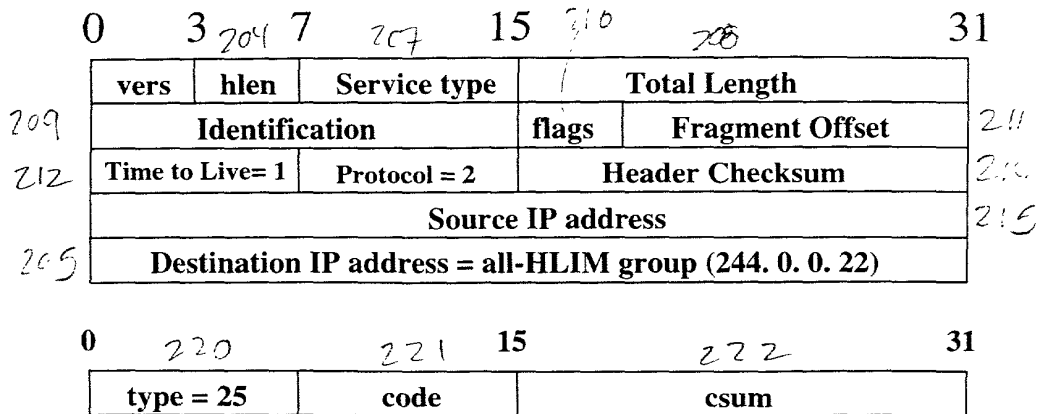 0 3 204 7 207 15 210 208 31
vers hlen Service type Total Length
209 Identification flags Fragment Offset 211
212 Time to Live= 1 Protocol = 2 Header Checksum
Source IP address 215
205 Destination IP address = all-HLIM group (244. 0. 0. 22)
0 220 221 15 222 31
type = 25 code csum